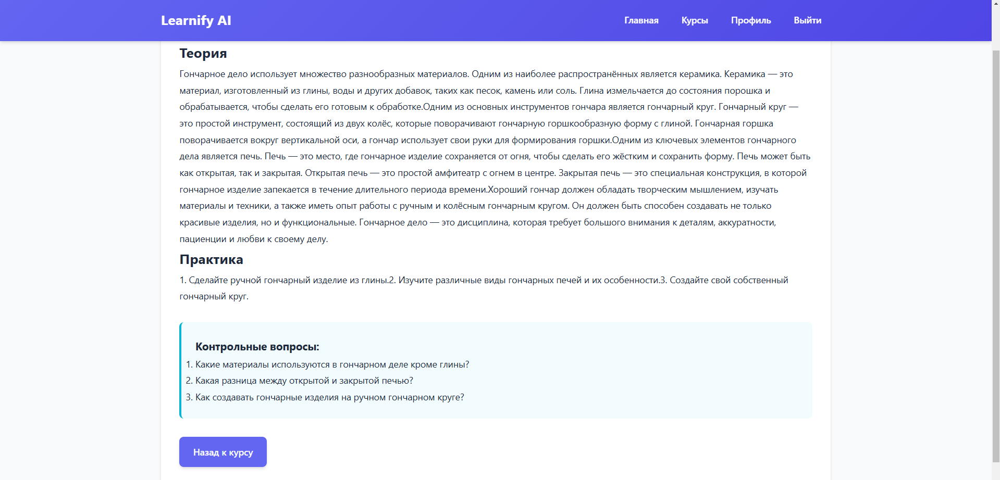 Learnify AI
Главная
Курсы
Профиль
Выйти
Теория
Гончарное дело использует множество разнообразных материалов. Одним из наиболее распространённых является керамика. Керамика — это
материал, изготовленный из глины, воды и других добавок, таких как песок, камень или соль. Глина измельчается до состояния порошка и
обрабатывается, чтобы сделать его готовым к обработке.Одним из основных инструментов гончара является гончарный круг. Гончарный круг —
это простой инструмент, состоящий из двух колёс, которые поворачивают гончарную горшкообразную форму с глиной. Гончарная горшка
поворачивается вокруг вертикальной оси, а гончар использует свои руки для формирования горшки.Одним из ключевых элементов гончарного
дела является печь. Печь — это место, где гончарное изделие сохраняется от огня, чтобы сделать его жёстким и сохранить форму. Печь может быть
как открытая, так и закрытая. Открытая печь — это простой амфитеатр с огнем в центре. Закрытая печь — это специальная конструкция, в которой
гончарное изделие запекается в течение длительного периода времени.Хороший гончар должен обладать творческим мышлением, изучать
материалы и техники, а также иметь опыт работы с ручным и колёсным гончарным кругом. Он должен быть способен создавать не только
красивые изделия, но и функциональные. Гончарное дело — это дисциплина, которая требует большого внимания к деталям, аккуратности,
пациенции и любви к своему делу.
Практика
1. Сделайте ручной гончарный изделие из глины.2. Изучите различные виды гончарных печей и их особенности.3. Создайте свой собственный
гончарный круг.
Контрольные вопросы:
1. Какие материалы используются в гончарном деле кроме глины?
2. Какая разница между открытой и закрытой печью?
3. Как создавать гончарные изделия на ручном гончарном круге?
Назад к курсу